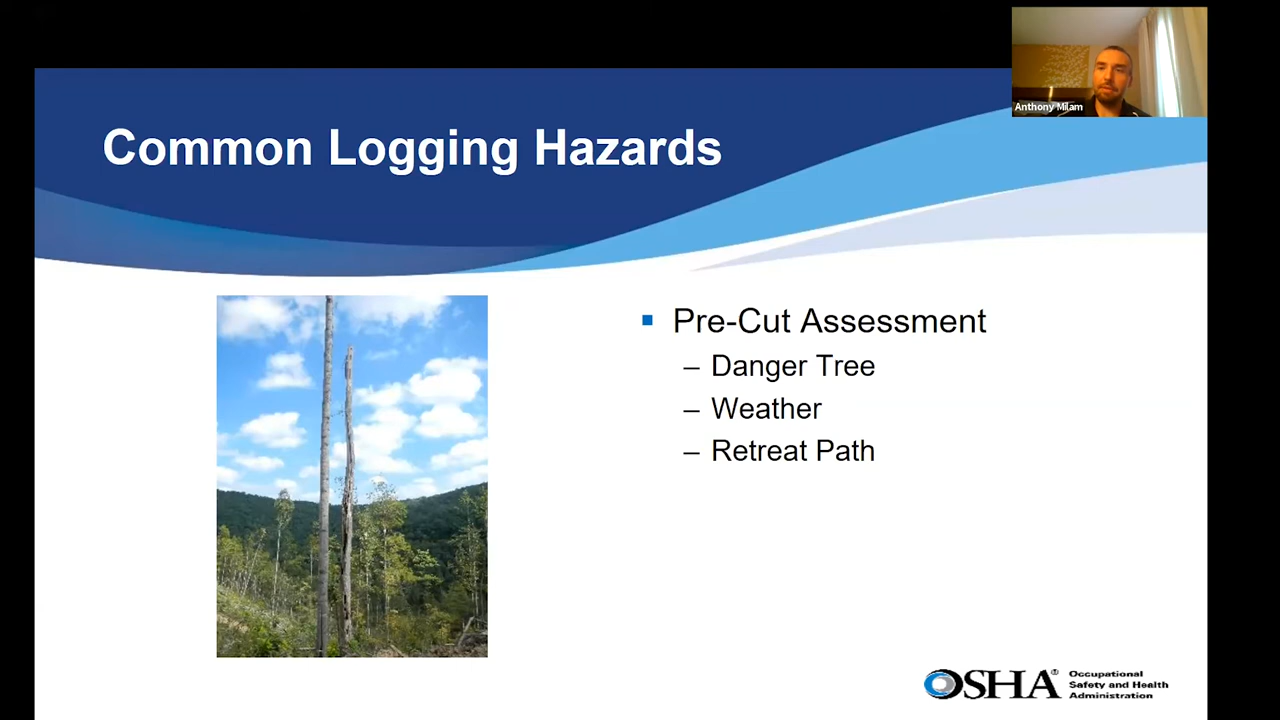 Anthony Milam
Common Logging Hazards
Pre-Cut Assessment
– Danger Tree
– Weather
– Retreat Path
OSHA® Occupational
Safety and Health
Administration